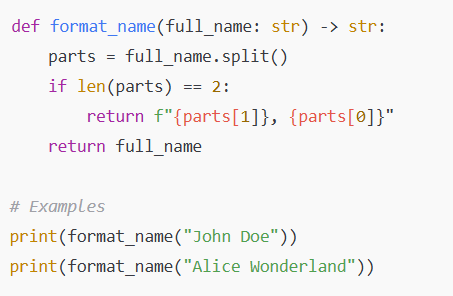 def format_name(full_name: str) -> str:
    parts = full_name.split()
    if len(parts) == 2:
        return f"{parts[1]}, {parts[0]}"
    return full_name

# Examples
print(format_name("John Doe"))
print(format_name("Alice Wonderland"))